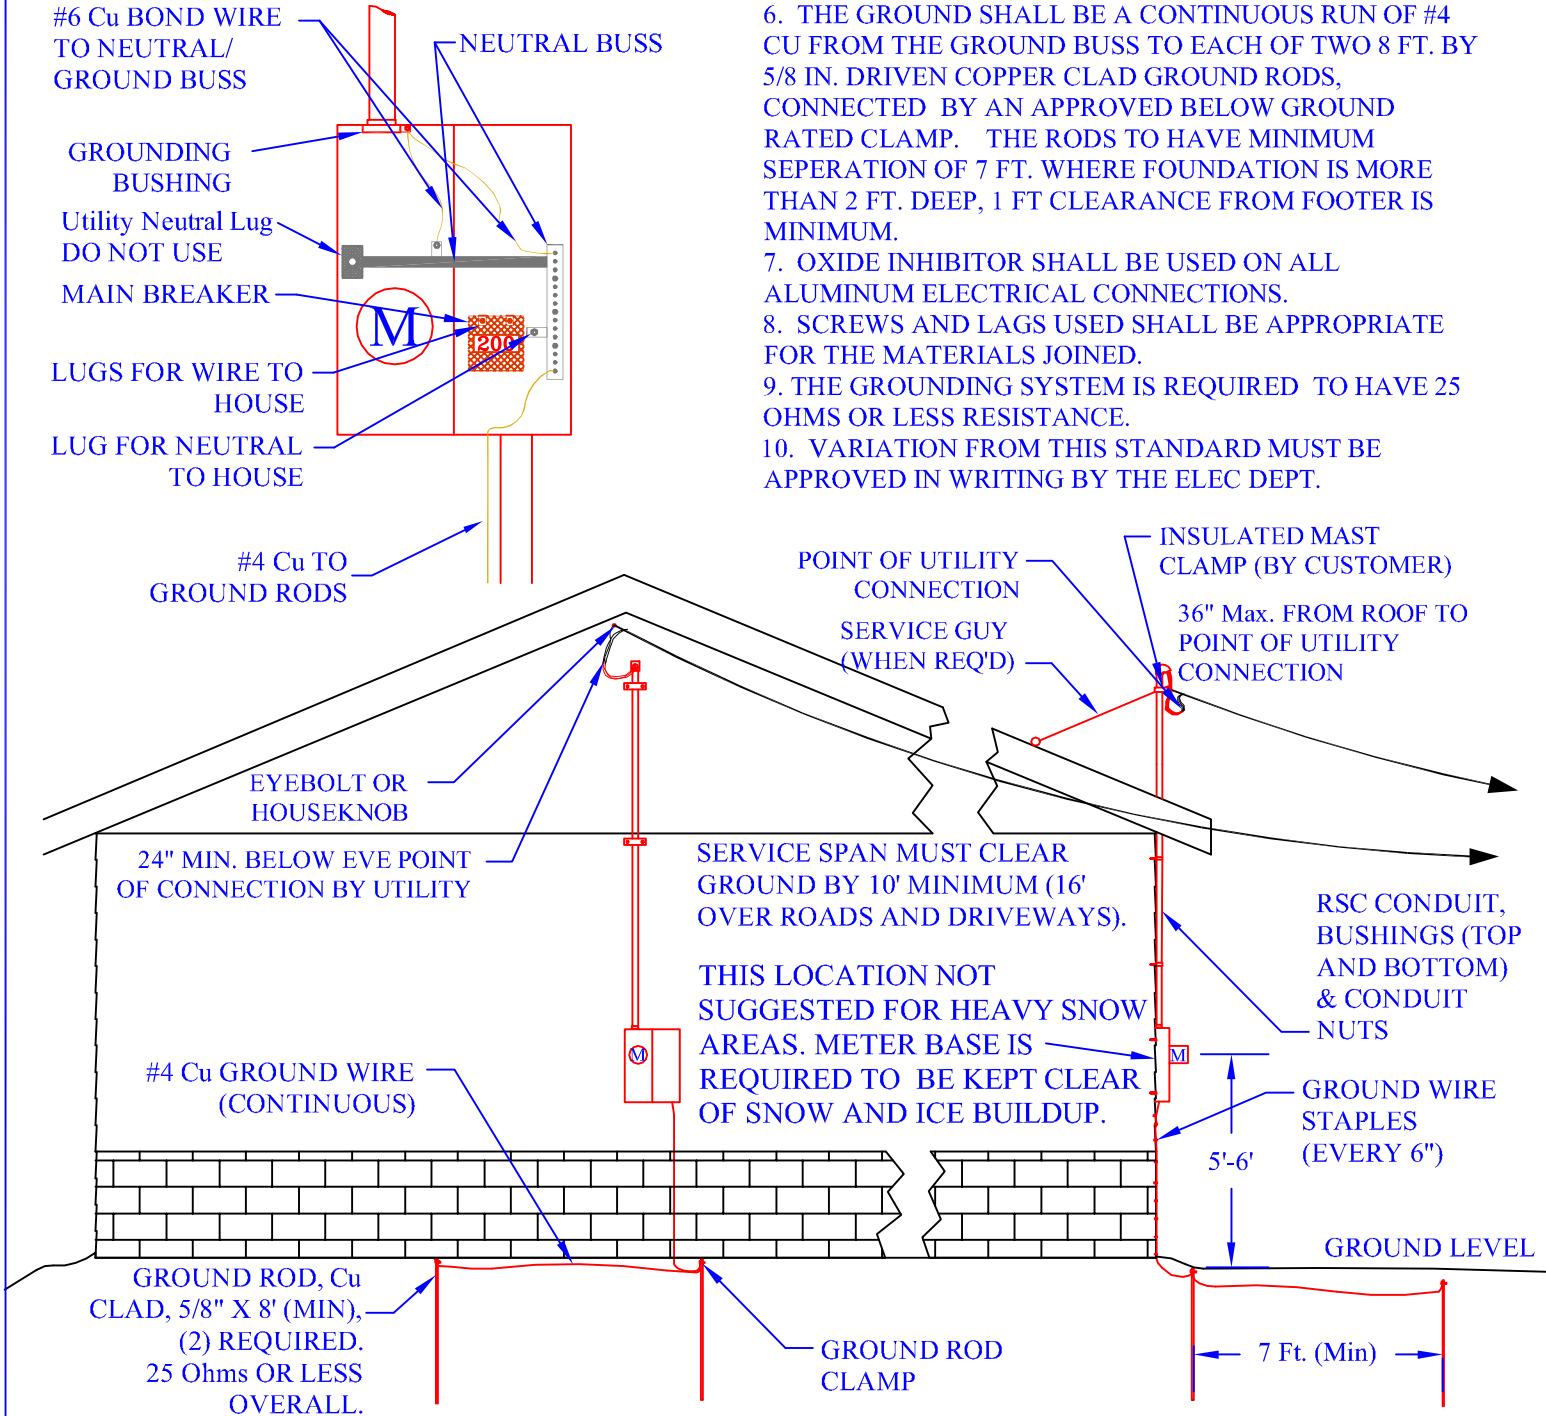 #6 Cu BOND WIRE
TO NEUTRAL/
GROUND BUSS
NEUTRAL BUSS
GROUNDING
BUSHING
Utility Neutral Lug
DO NOT USE
MAIN BREAKER
M
200
LUGS FOR WIRE TO
HOUSE
LUG FOR NEUTRAL
TO HOUSE
#4 Cu TO
GROUND RODS
6. THE GROUND SHALL BE A CONTINUOUS RUN OF #4
CU FROM THE GROUND BUSS TO EACH OF TWO 8 FT. BY
5/8 IN. DRIVEN COPPER CLAD GROUND RODS,
CONNECTED BY AN APPROVED BELOW GROUND
RATED CLAMP. THE RODS TO HAVE MINIMUM
SEPERATION OF 7 FT. WHERE FOUNDATION IS MORE
THAN 2 FT. DEEP, 1 FT CLEARANCE FROM FOOTER IS
MINIMUM.
7. OXIDE INHIBITOR SHALL BE USED ON ALL
ALUMINUM ELECTRICAL CONNECTIONS.
8. SCREWS AND LAGS USED SHALL BE APPROPRIATE
FOR THE MATERIALS JOINED.
9. THE GROUNDING SYSTEM IS REQUIRED TO HAVE 25
OHMS OR LESS RESISTANCE.
10. VARIATION FROM THIS STANDARD MUST BE
APPROVED IN WRITING BY THE ELEC DEPT.
POINT OF UTILITY
CONNECTION
INSULATED MAST
CLAMP (BY CUSTOMER)
SERVICE GUY
(WHEN REQ'D)
36" Max. FROM ROOF TO
POINT OF UTILITY
CONNECTION
EYEBOLT OR
HOUSEKNOB
24" MIN. BELOW EVE POINT
OF CONNECTION BY UTILITY
SERVICE SPAN MUST CLEAR
GROUND BY 10' MINIMUM (16'
OVER ROADS AND DRIVEWAYS).
THIS LOCATION NOT
SUGGESTED FOR HEAVY SNOW
AREAS. METER BASE IS
REQUIRED TO BE KEPT CLEAR
OF SNOW AND ICE BUILDUP.
RSC CONDUIT,
BUSHINGS (TOP
AND BOTTOM)
& CONDUIT
NUTS
M
M
#4 Cu GROUND WIRE
(CONTINUOUS)
GROUND WIRE
STAPLES
(EVERY 6")
5'-6'
GROUND LEVEL
GROUND ROD, Cu
CLAD, 5/8" X 8' (MIN),
(2) REQUIRED.
25 Ohms OR LESS
OVERALL.
GROUND ROD
CLAMP
7 Ft. (Min)